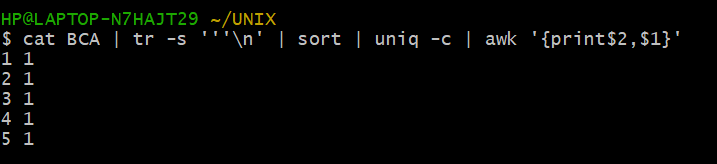 HP@LAPTOP-N7HAJT29 ~/UNIX
$ cat BCA | tr -s '''\n' | sort | uniq -c | awk '{print$2,$1}'
1 1
2 1
3 1
4 1
5 1